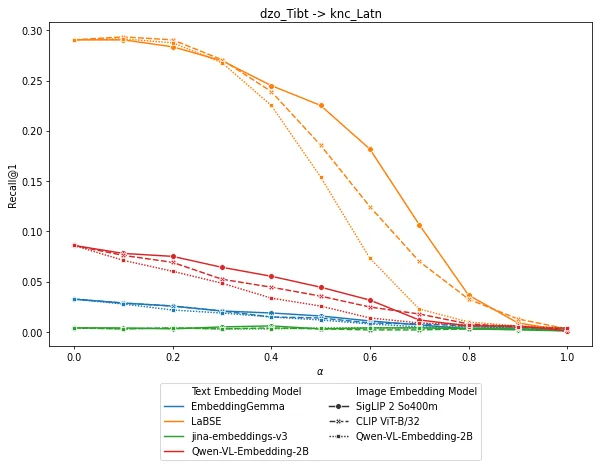 dzo_Tibt -> knc_Latn
0.30
0.25
0.20
0.15
0.10
0.05
0.00
Recall@1
0.0 0.2 0.4 0.6 0.8 1.0
α
Text Embedding Model Image Embedding Model
EmbeddingGemma SigLIP 2 So400m
LaBSE CLIP ViT-B/32
jina-embeddings-v3 Qwen-VL-Embedding-2B
Qwen-VL-Embedding-2B